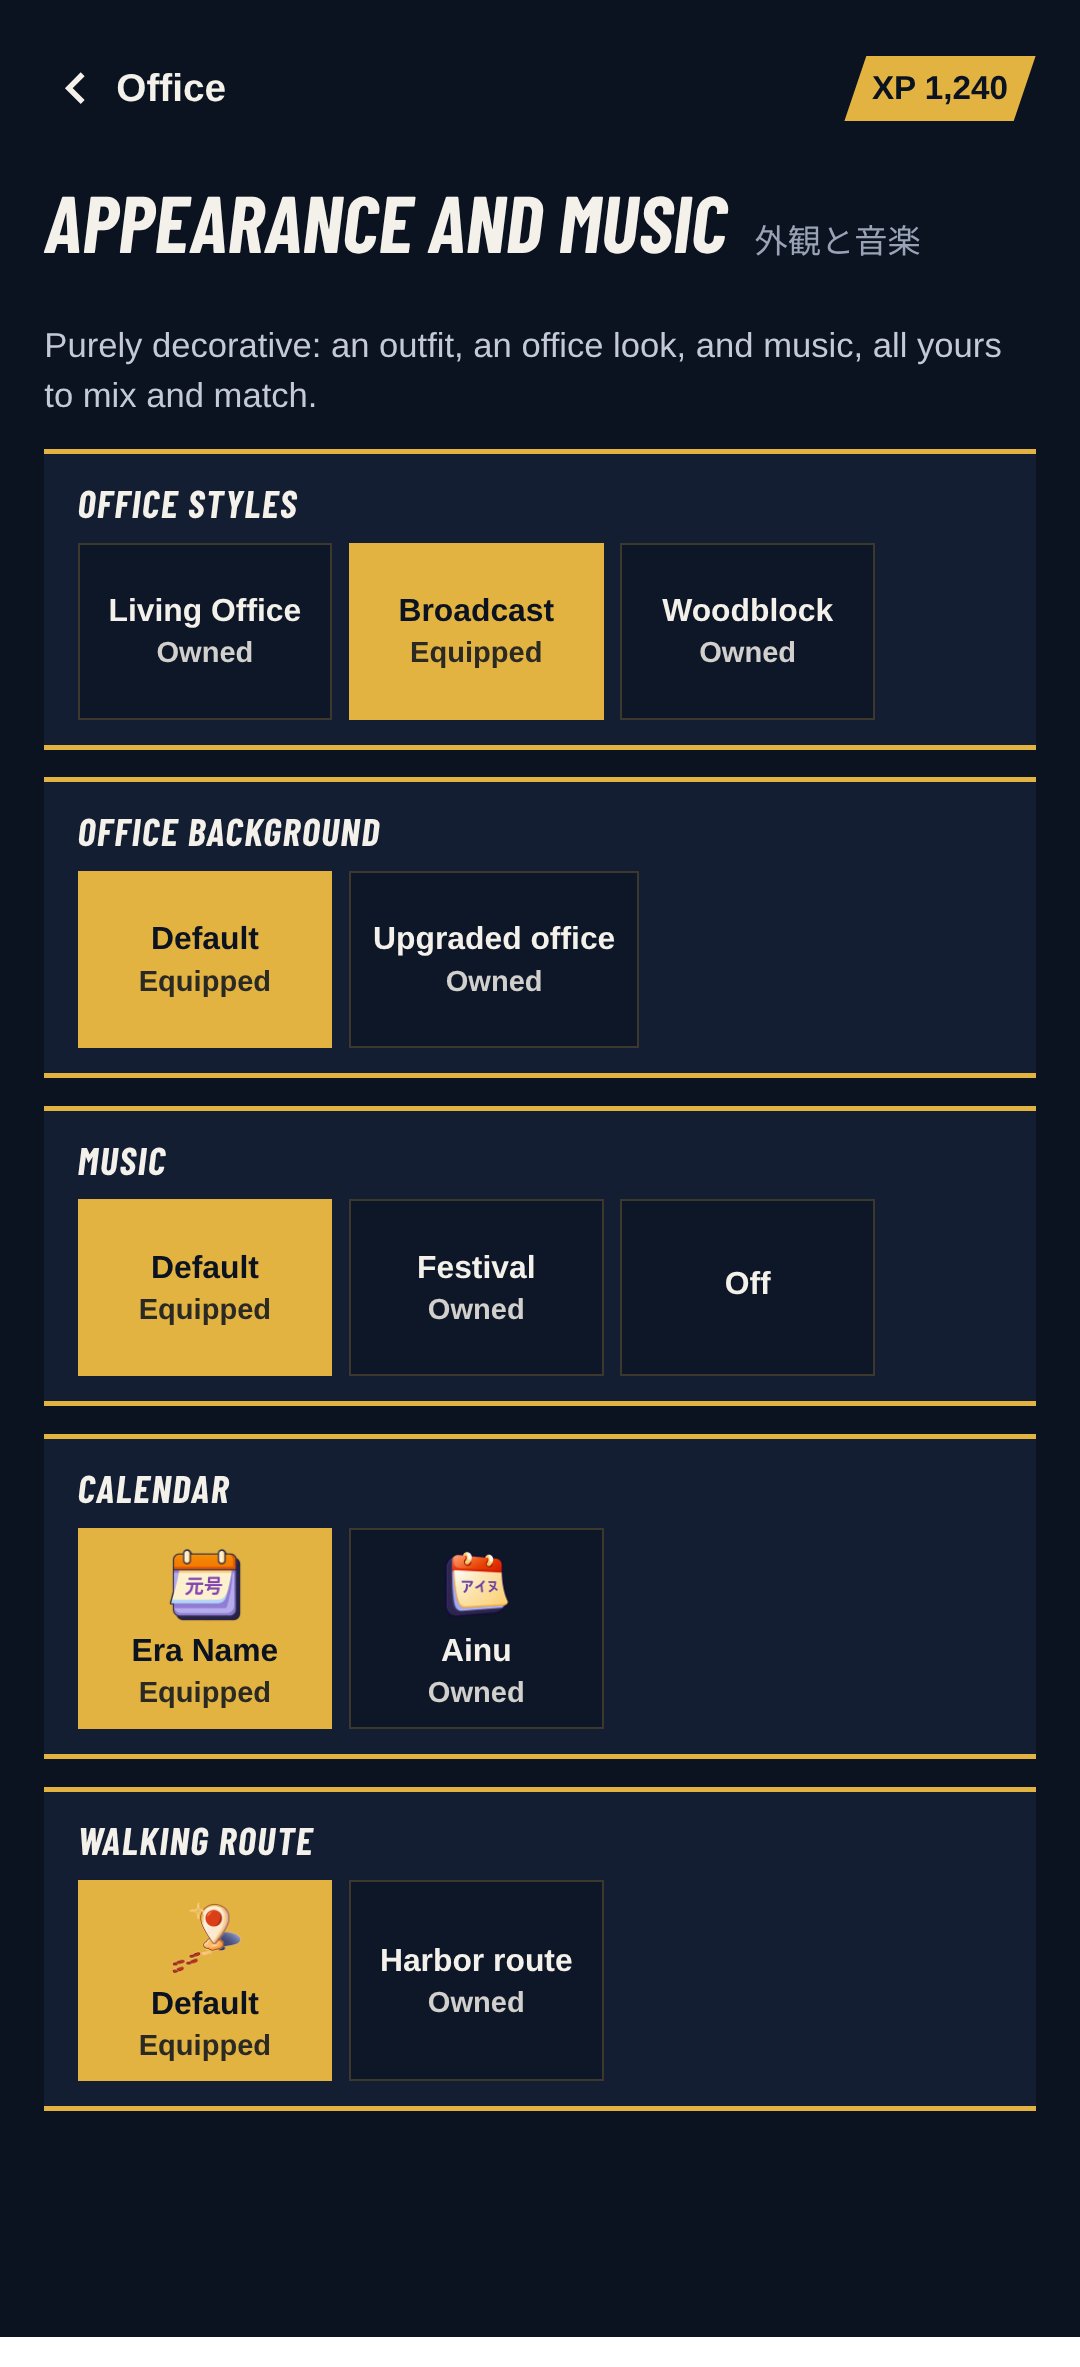 Office
XP 1,240
APPEARANCE AND MUSIC 外観と音楽
Purely decorative: an outfit, an office look, and music, all yours
to mix and match.
OFFICE STYLES
Living Office
Owned
Broadcast
Equipped
Woodblock
Owned
OFFICE BACKGROUND
Default
Equipped
Upgraded office
Owned
MUSIC
Default
Equipped
Festival
Owned
Off
CALENDAR
元号
Era Name
Equipped
アイヌ
Ainu
Owned
WALKING ROUTE
Default
Equipped
Harbor route
Owned